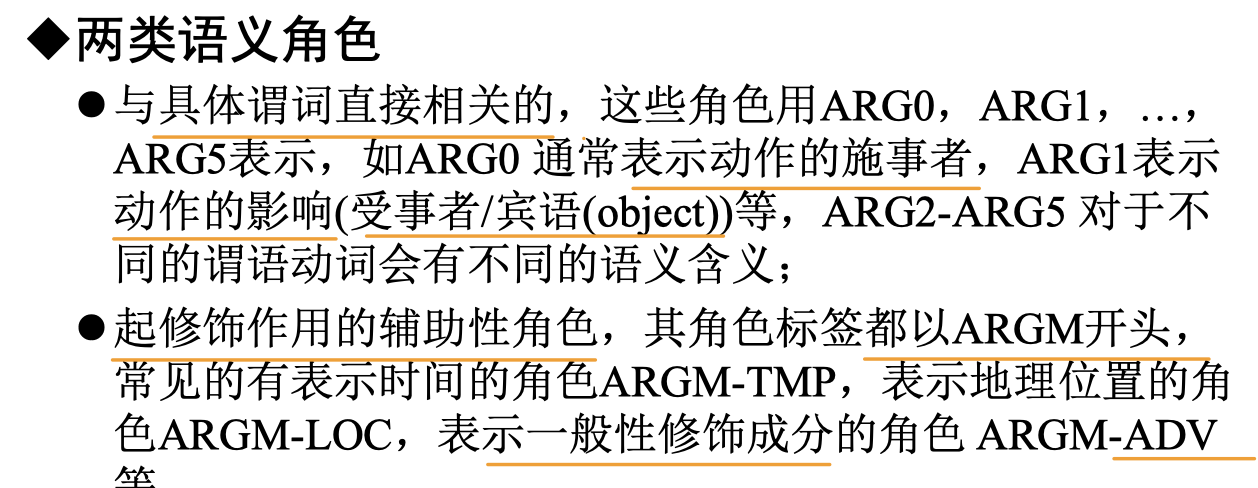 ◆两类语义角色
●与具体谓词直接相关的，这些角色用ARG0，ARG1，…，
ARG5表示，如ARG0 通常表示动作的施事者，ARG1表示
动作的影响(受事者/宾语(object))等，ARG2-ARG5 对于不
同的谓语动词会有不同的语义含义；
●起修饰作用的辅助性角色，其角色标签都以ARGM开头，
常见的有表示时间的角色ARGM-TMP，表示地理位置的角
色ARGM-LOC，表示一般性修饰成分的角色 ARGM-ADV
等